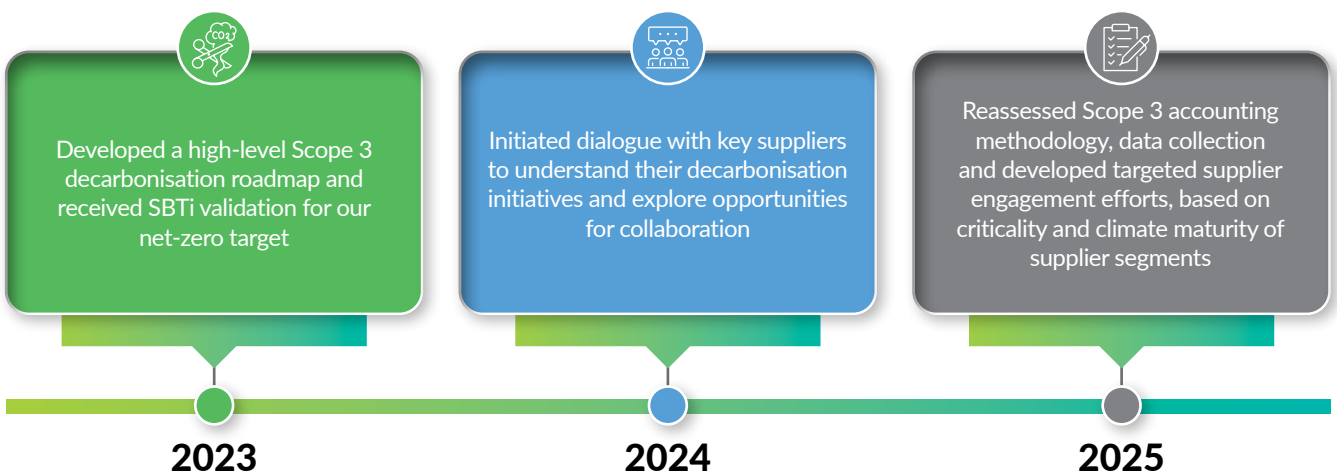 CO2
Developed a high-level Scope 3
decarbonisation roadmap and
received SBTi validation for our
net-zero target
Initiated dialogue with key suppliers
to understand their decarbonisation
initiatives and explore opportunities
for collaboration
Reassessed Scope 3 accounting
methodology, data collection
and developed targeted supplier
engagement efforts, based on
criticality and climate maturity of
supplier segments
2023
2024
2025